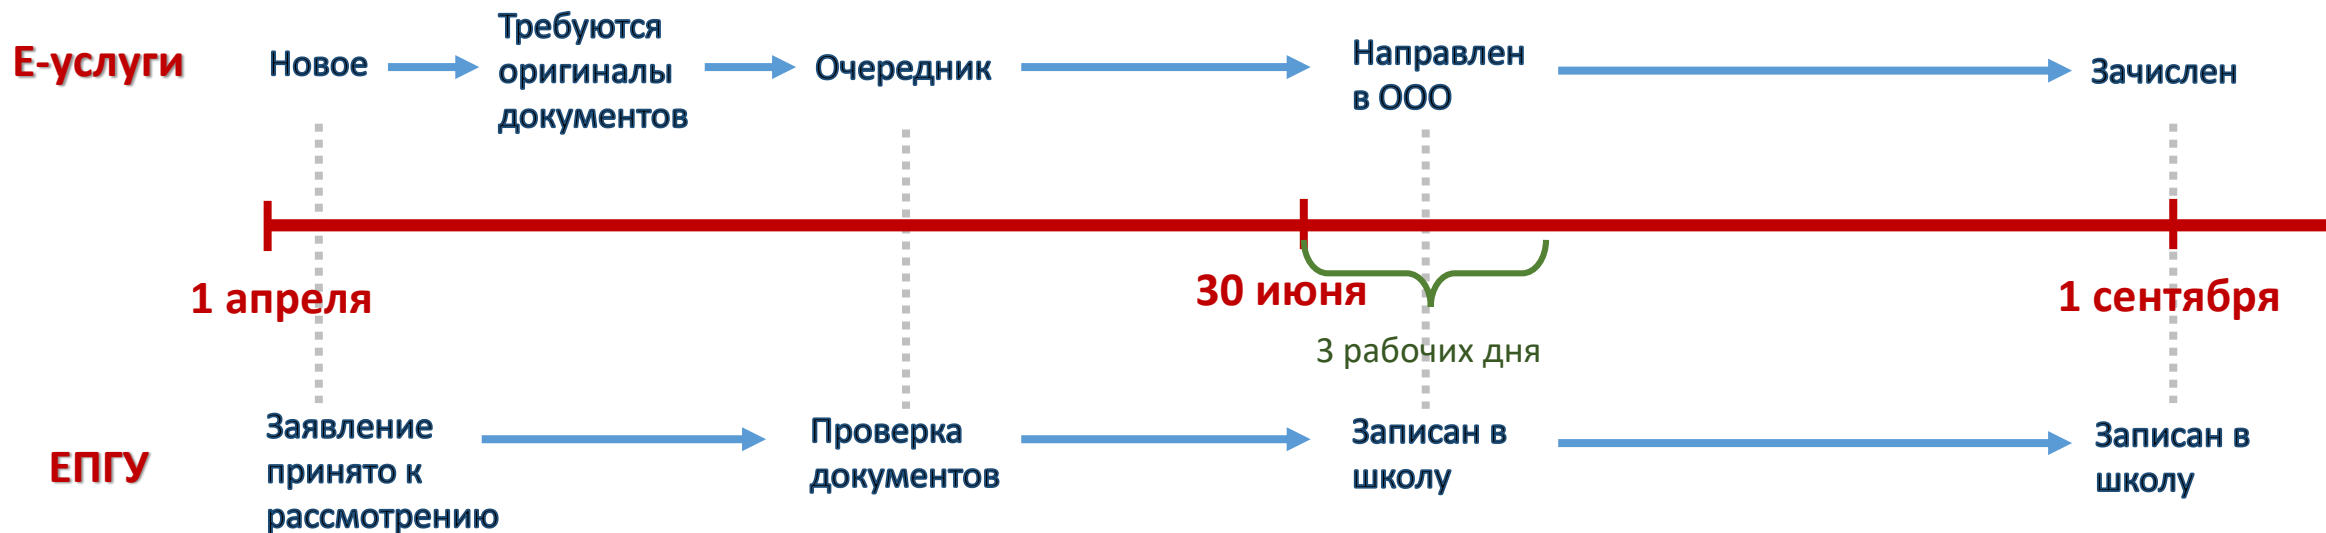 Е-услуги
Новое
Требуются
оригиналы
документов
Очередник
Направлен
в ООО
Зачислен
1 апреля
30 июня
1 сентября
3 рабочих дня
ЕПГУ
Заявление
принято к
рассмотрению
Проверка
документов
Записан в
школу
Записан в
школу